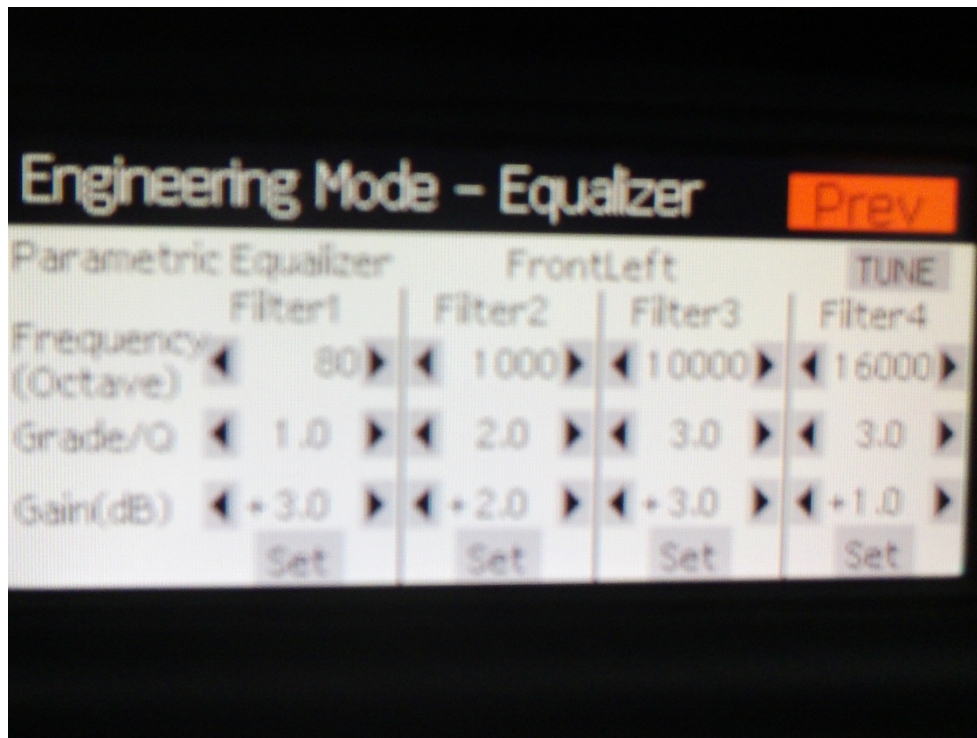 Engineering Mode - Equalizer Prev
Parametric Equalizer FrontLeft TUNE
Filter1 Filter2 Filter3 Filter4
Frequency (Octave) 80 1000 10000 16000
Grade/Q 1.0 2.0 3.0 3.0
Gain(dB) +3.0 +2.0 +3.0 +1.0
Set Set Set Set